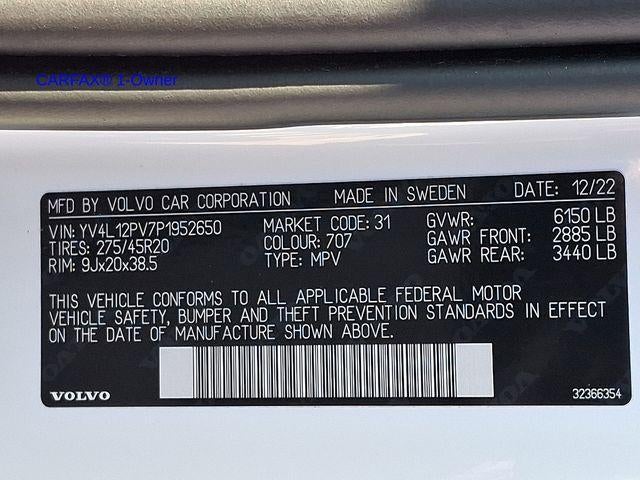 CARFAX® 1-Owner
MFD BY VOLVO CAR CORPORATION MADE IN SWEDEN DATE: 12/22
VIN: YV4L12PV7P1952650 MARKET CODE: 31 GVWR: 6150 LB
TIRES: 275/45R20 COLOUR: 707 GAWR FRONT: 2885 LB
RIM: 9Jx20x38.5 TYPE: MPV GAWR REAR: 3440 LB
THIS VEHICLE CONFORMS TO ALL APPLICABLE FEDERAL MOTOR
VEHICLE SAFETY, BUMPER AND THEFT PREVENTION STANDARDS IN EFFECT
ON THE DATE OF MANUFACTURE SHOWN ABOVE.
VOLVO 32366354